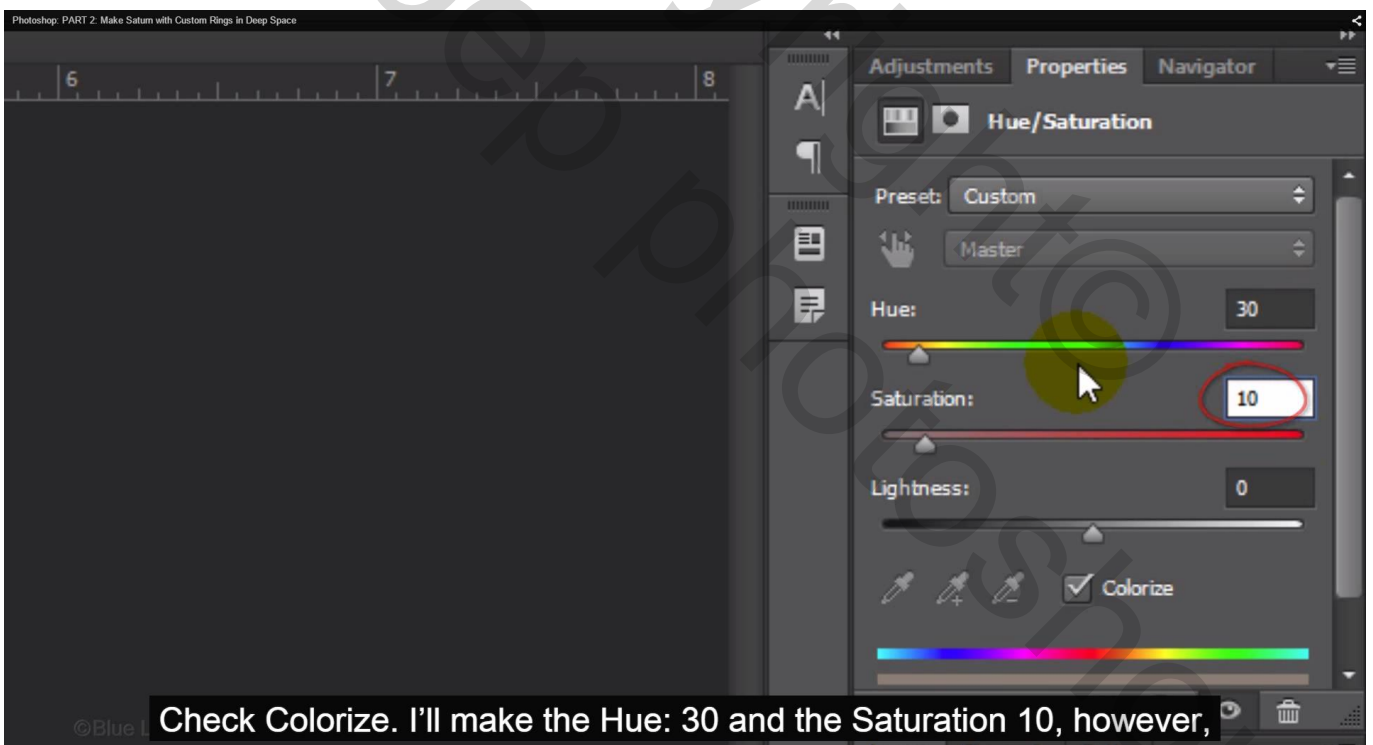 Photoshop: PART 2: Make Saturn with Custom Rings in Deep Space
6 7 8
Adjustments Properties Navigator
Hue/Saturation
Preset: Custom
Master
Hue: 30
Saturation: 10
Lightness: 0
Colorize
Check Colorize. I’ll make the Hue: 30 and the Saturation 10, however,
©Blue L